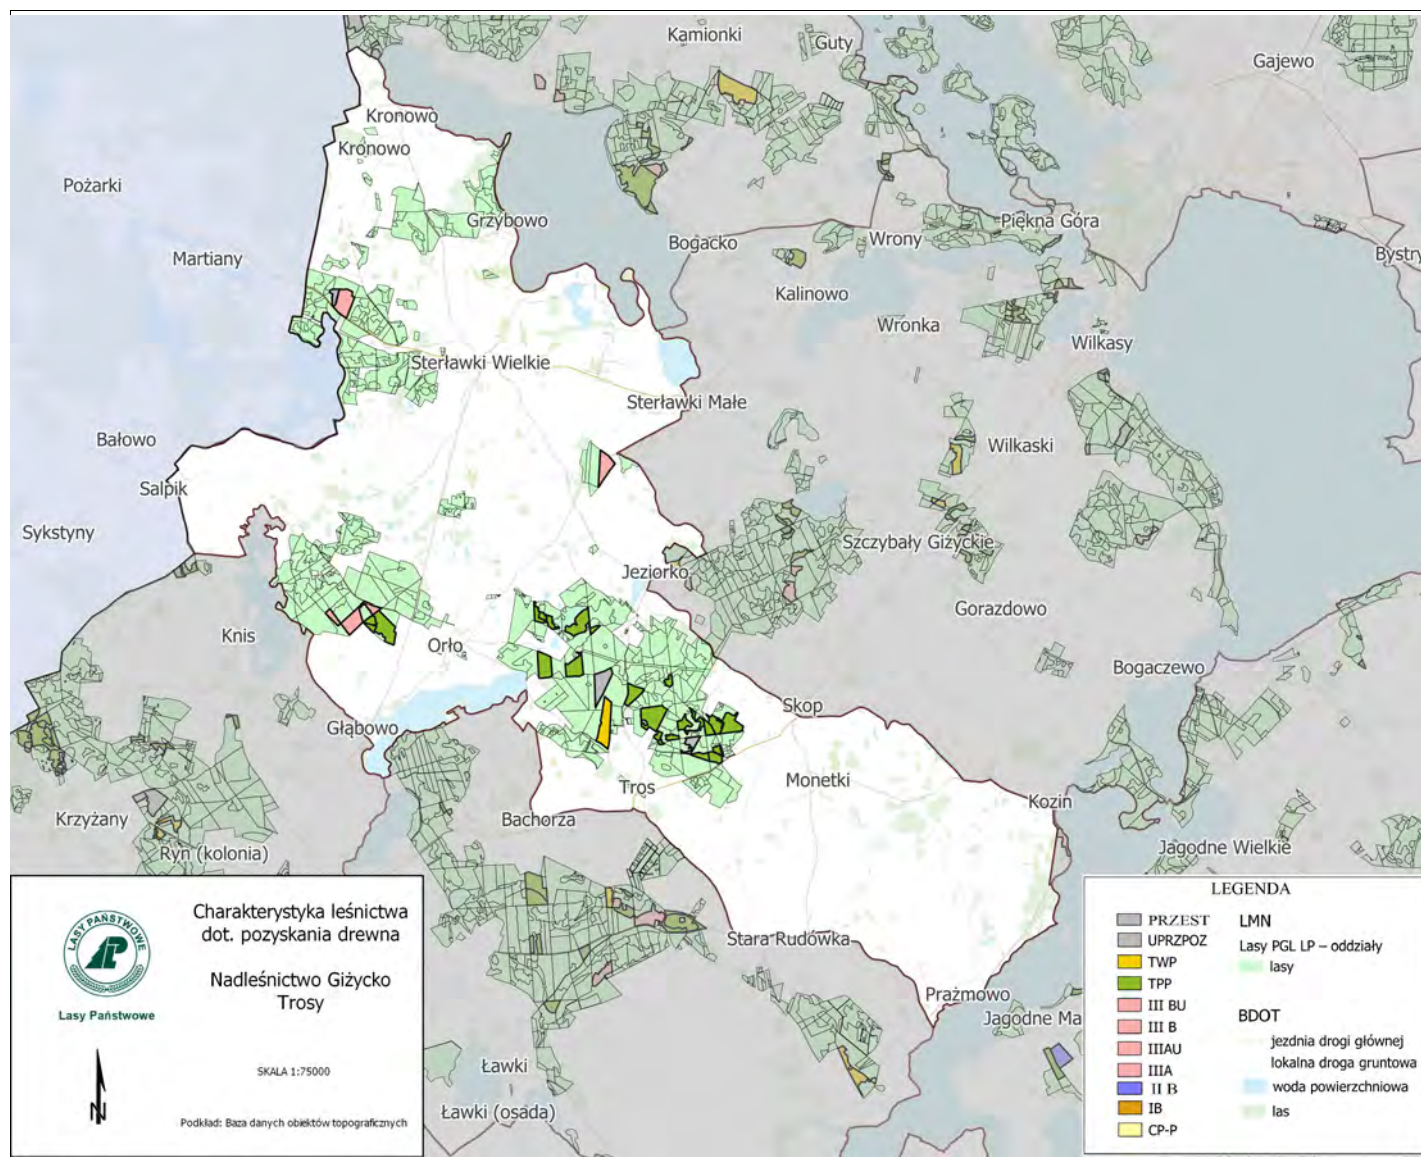 Kamionki
Guty
Gajewo
Kronowo
Kronowo
Pożarki
Grzybowo
Piękna Góra
Bogacko
Wrony
Martiany
Bystry
Kalinowo
Wronka
Wilkasy
Sterławki Wielkie
Sterławki Małe
Bałowo
Wilkaski
Salpik
Sykstyny
Szczybały Giżyckie
Jeziorko
Gorazdowo
Knis
Orło
Bogaczewo
Skop
Głąbowo
Monetki
Tros
Kozin
Krzyżany
Bachorza
Ryn (kolonia)
Jagodne Wielkie
Stara Rudówka
Prażmowo
Jagodne Ma
Ławki
Ławki (osada)
LASY PAŃSTWOWE
Lasy Państwowe
N
Charakterystyka leśnictwa
dot. pozyskania drewna
Nadleśnictwo Giżycko
Trosy
SKALA 1:75000
Podkład: Baza danych obiektów topograficznych
LEGENDA
PRZEST
UPRZPOZ
TWP
TPP
III BU
III B
IIIAU
IIIA
II B
IB
CP-P
LMN
Lasy PGL LP – oddziały
lasy
BDOT
jezdnia drogi głównej
lokalna droga gruntowa
woda powierzchniowa
las